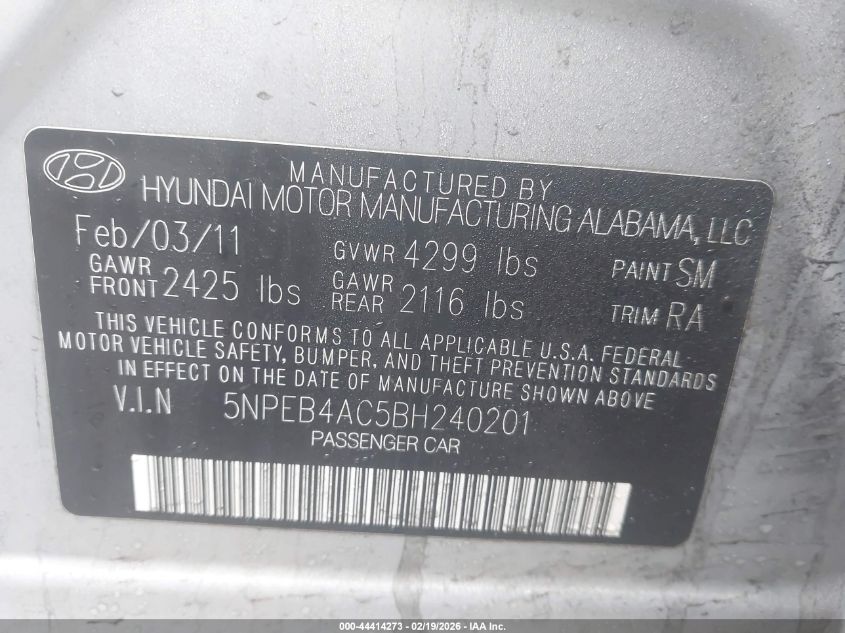 MANUFACTURED BY
HYUNDAI MOTOR MANUFACTURING ALABAMA, LLC
Feb/03/11 GVWR 4299 lbs PAINT SM
GAWR FRONT 2425 lbs GAWR REAR 2116 lbs TRIM RA
THIS VEHICLE CONFORMS TO ALL APPLICABLE U.S.A. FEDERAL
MOTOR VEHICLE SAFETY, BUMPER, AND THEFT PREVENTION STANDARDS
IN EFFECT ON THE DATE OF MANUFACTURE SHOWN ABOVE
V.I.N 5NPEB4AC5BH240201
PASSENGER CAR
000-44414273 - 02/19/2026 - IAA Inc.